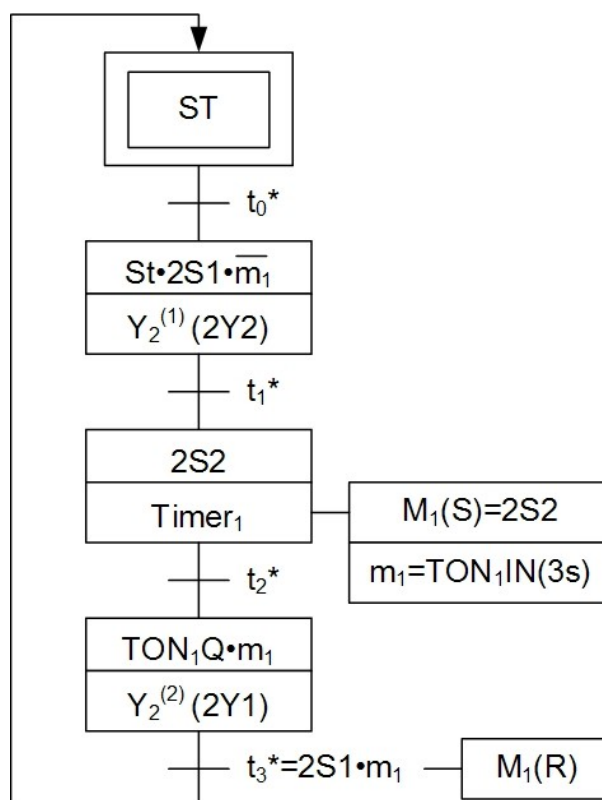 ST
t₀*
St•2S1•m̅₁
Y₂⁽¹⁾ (2Y2)
t₁*
2S2
Timer₁
M₁(S)=2S2
m₁=TON₁IN(3s)
t₂*
TON₁Q•m₁
Y₂⁽²⁾ (2Y1)
t₃*=2S1•m₁
M₁(R)